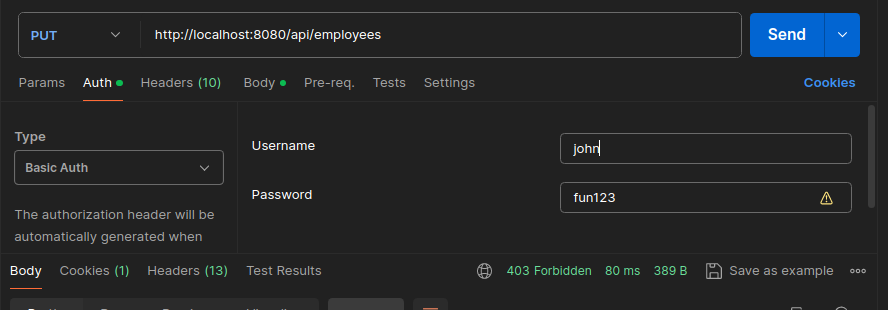 PUT http://localhost:8080/api/employees Send
Params Auth Headers (10) Body Pre-req. Tests Settings Cookies
Type
Basic Auth
The authorization header will be
automatically generated when
Username john
Password fun123
Body Cookies (1) Headers (13) Test Results 403 Forbidden 80 ms 389 B Save as example